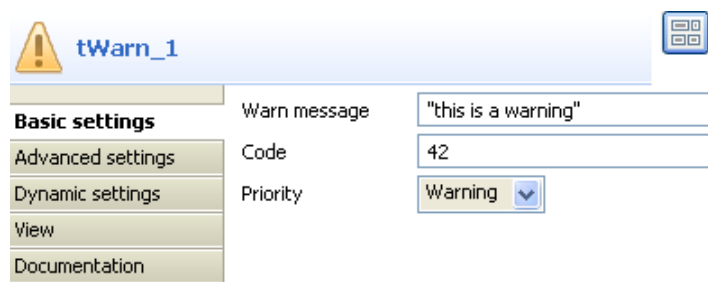 tWarn_1
Basic settings
Advanced settings
Dynamic settings
View
Documentation
Warn message "this is a warning"
Code 42
Priority Warning